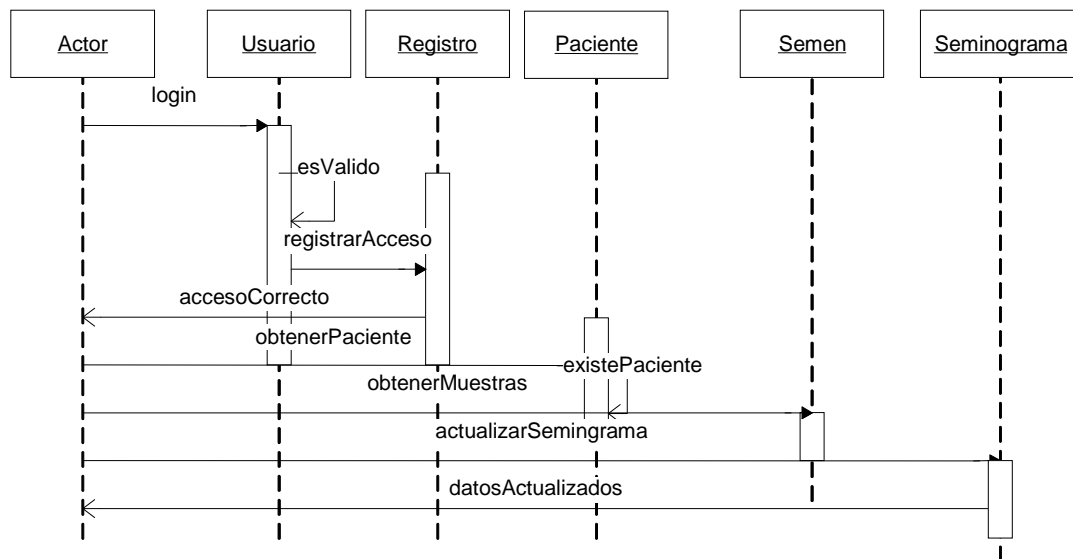 Actor
Usuario
Registro
Paciente
Semen
Seminograma
login
esValido
registrarAcceso
accesoCorrecto
obtenerPaciente
existePaciente
obtenerMuestras
actualizarSemingrama
datosActualizados